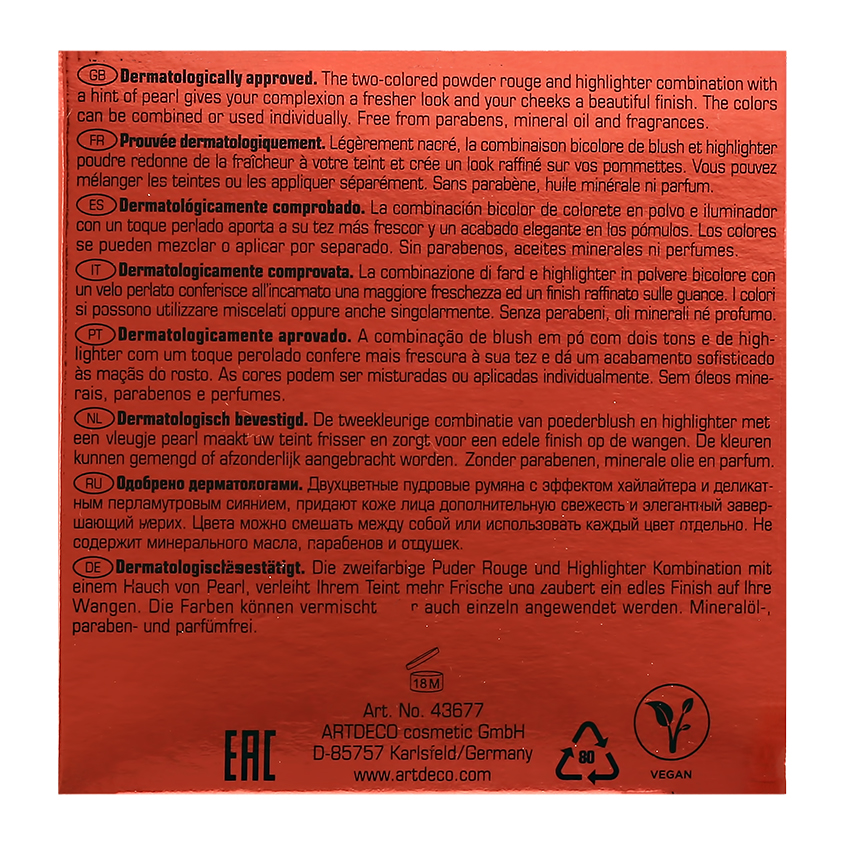 GB Dermatologically approved. The two-colored powder rouge and highlighter combination with
a hint of pearl gives your complexion a fresher look and your cheeks a beautiful finish. The colors
can be combined or used individually. Free from parabens, mineral oil and fragrances.
FR Prouvée dermatologiquement. Légèrement nacré, la combinaison bicolore de blush et highlighter
poudre redonne de la fraîcheur à votre teint et crée un look raffiné sur vos pommettes. Vous pouvez
mélanger les teintes ou les appliquer séparément. Sans parabène, huile minérale ni parfum.
ES Dermatológicamente comprobado. La combinación bicolor de colorete en polvo e iluminador
con un toque perlado aporta a su tez más frescor y un acabado elegante en los pómulos. Los colores
se pueden mezclar o aplicar por separado. Sin parabenos, aceites minerales ni perfumes.
IT Dermatologicamente comprovata. La combinazione di fard e highlighter in polvere bicolore con
un velo perlato conferisce all'incarnato una maggiore freschezza ed un finish raffinato sulle guance. I colori
si possono utilizzare miscelati oppure anche singolarmente. Senza parabeni, oli minerali né profumo.
PT Dermatologicamente aprovado. A combinação de blush em pó com dois tons e de high-
lighter com um toque perolado confere mais frescura à sua tez e dá um acabamento sofisticado
às maçãs do rosto. As cores podem ser misturadas ou aplicadas individualmente. Sem óleos mine-
rais, parabenos e perfumes.
NL Dermatologisch bevestigd. De tweekleurige combinatie van poederblush en highlighter met
een vleugje pearl maakt uw teint frisser en zorgt voor een edele finish op de wangen. De kleuren
kunnen gemengd of afzonderlijk aangebracht worden. Zonder parabenen, minerale olie en parfum.
RU Одобрено дерматологами. Двухцветные пудровые румяна с эффектом хайлайтера и деликат-
ным перламутровым сиянием, придают коже лица дополнительную свежесть и элегантный завер-
шающий штрих. Цвета можно смешать между собой или использовать каждый цвет отдельно. Не
содержит минерального масла, парабенов и отдушек.
DE Dermatologisch bestätigt. Die zweifarbige Puder Rouge und Highlighter Kombination mit
einem Hauch von Pearl, verleiht Ihrem Teint mehr Frische und zaubert ein edles Finish auf Ihre
Wangen. Die Farben können vermischt auch einzeln angewendet werden. Mineralöl-,
paraben- und parfümfrei.
18M
Art. No. 43677
ARTDECO cosmetic GmbH
D-85757 Karlsfeld/Germany
www.artdeco.com
EAC
80
VEGAN